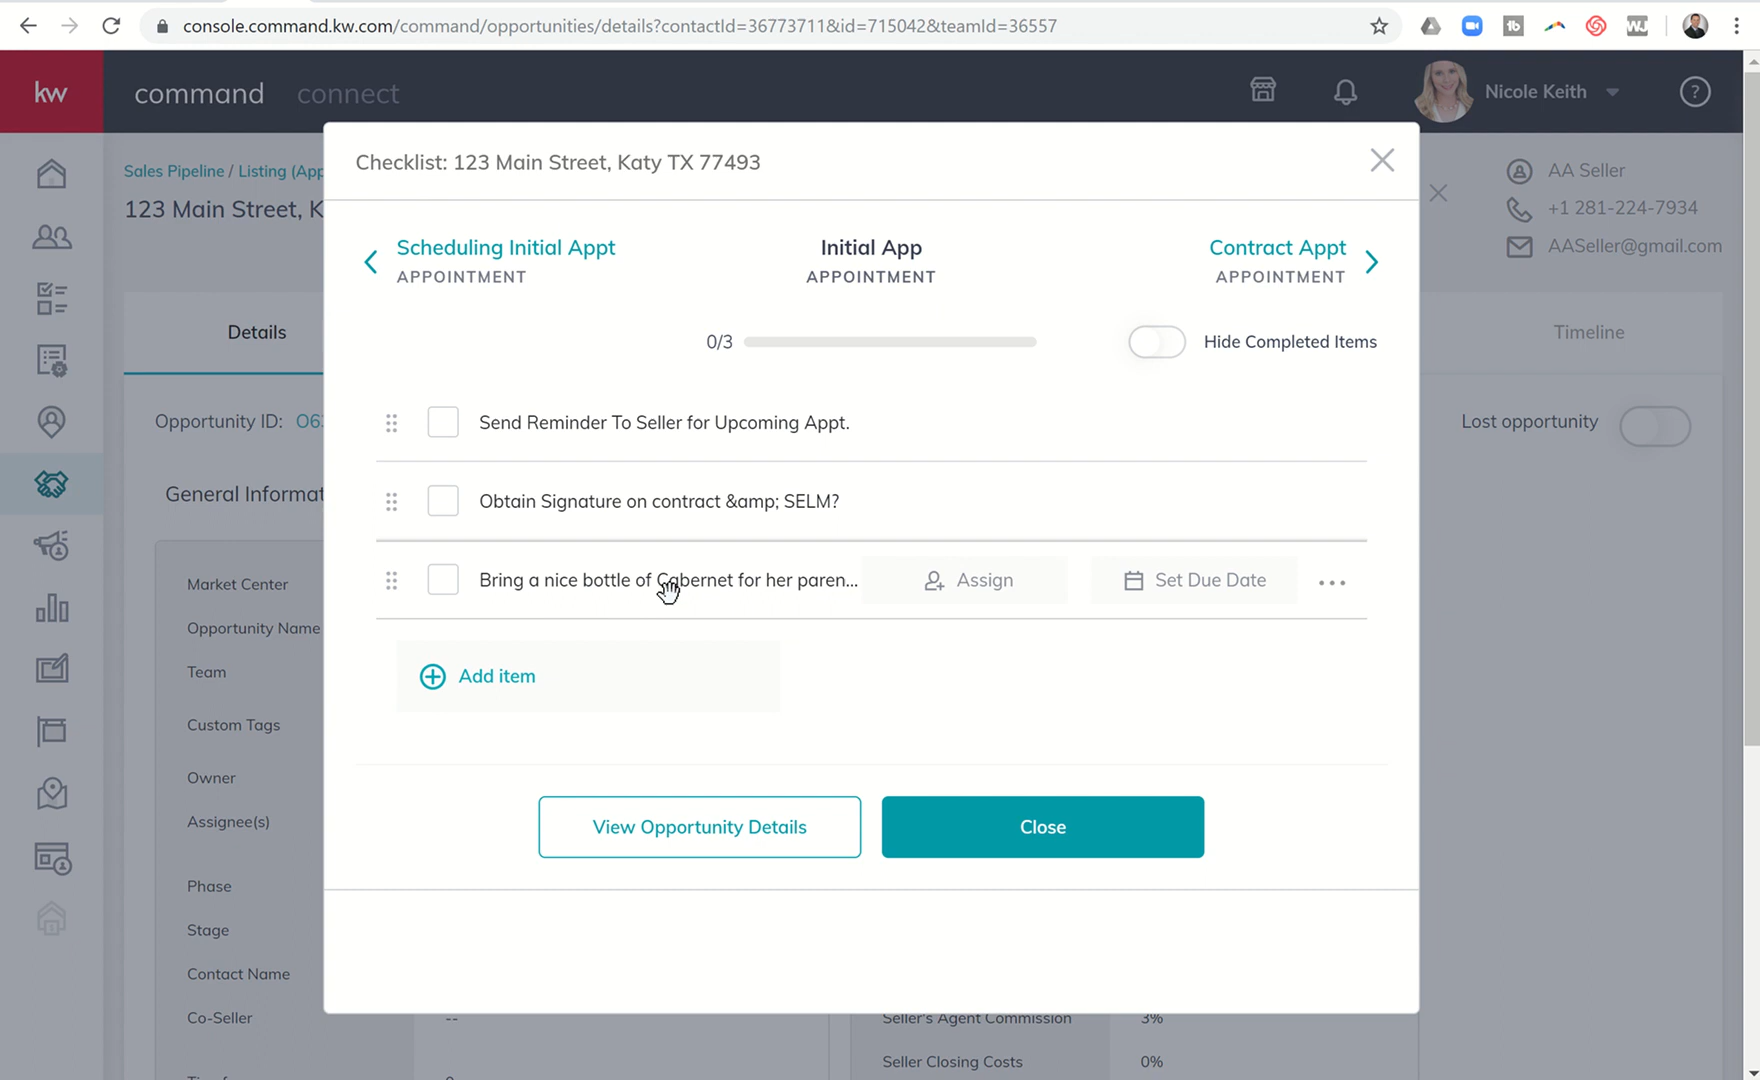 console.command.kw.com/command/opportunities/details?contactId=36773711&id=715042&teamId=36557
kw
command connect
Nicole Keith
Checklist: 123 Main Street, Katy TX 77493
Sales Pipeline / Listing (App
AA Seller
123 Main Street, K
+1 281-224-7934
AASeller@gmail.com
Scheduling Initial Appt
APPOINTMENT
Initial App
APPOINTMENT
Contract Appt
APPOINTMENT
Details
0/3
Hide Completed Items
Timeline
Opportunity ID: O6
Send Reminder To Seller for Upcoming Appt.
Lost opportunity
General Informat
Obtain Signature on contract &amp; SELM?
Market Center
Bring a nice bottle of Cabernet for her paren...
Assign
Set Due Date
Opportunity Name
Team
Add item
Custom Tags
Owner
Assignee(s)
View Opportunity Details
Close
Phase
Stage
Contact Name
Co-Seller
--
Seller's Agent Commission
3%
Seller Closing Costs
0%